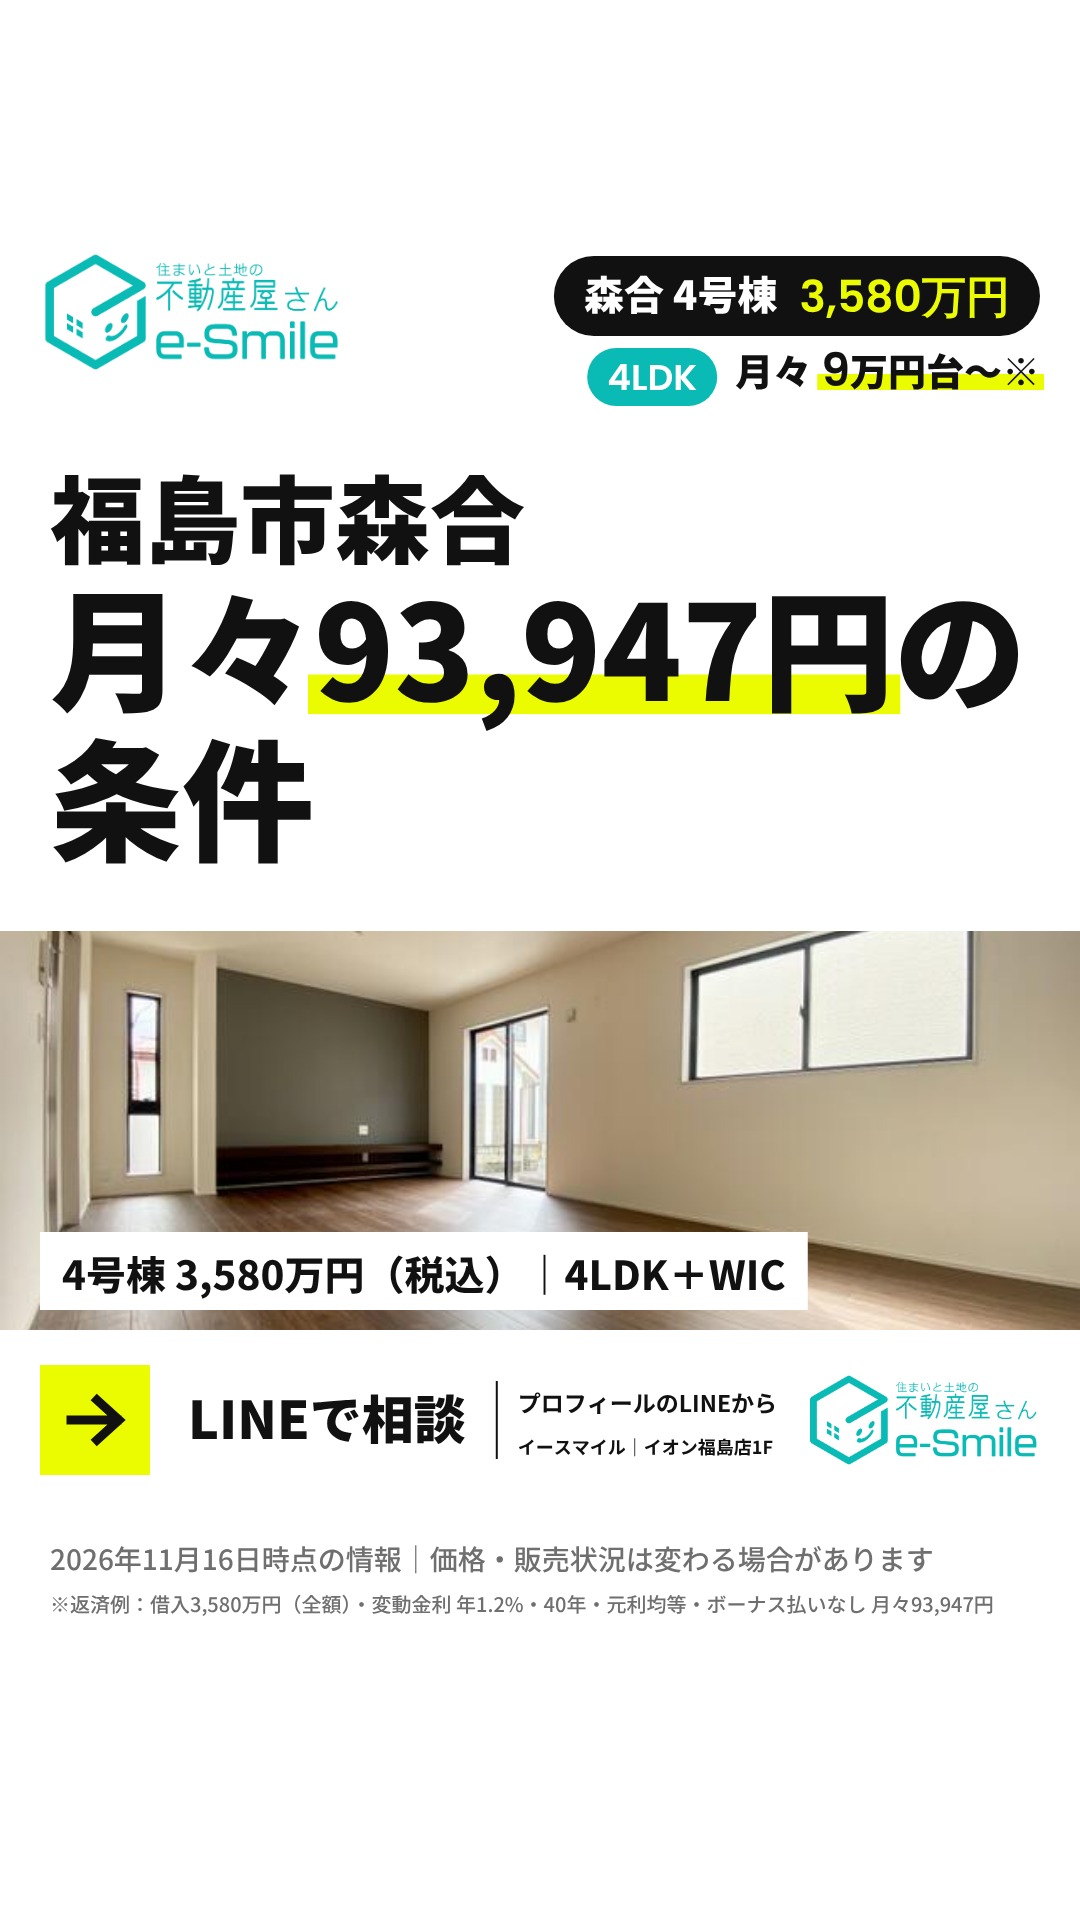 住まいと土地の
不動産屋さん
e-Smile
森合 4号棟 3,580万円
4LDK 月々 9万円台〜※
福島市森合
月々93,947円の
条件
4号棟 3,580万円（税込）｜4LDK＋WIC
LINEで相談
プロフィールのLINEから
イースマイル｜イオン福島店1F
住まいと土地の
不動産屋さん
e-Smile
2026年11月16日時点の情報｜価格・販売状況は変わる場合があります
※返済例：借入3,580万円（全額）・変動金利 年1.2%・40年・元利均等・ボーナス払いなし 月々93,947円